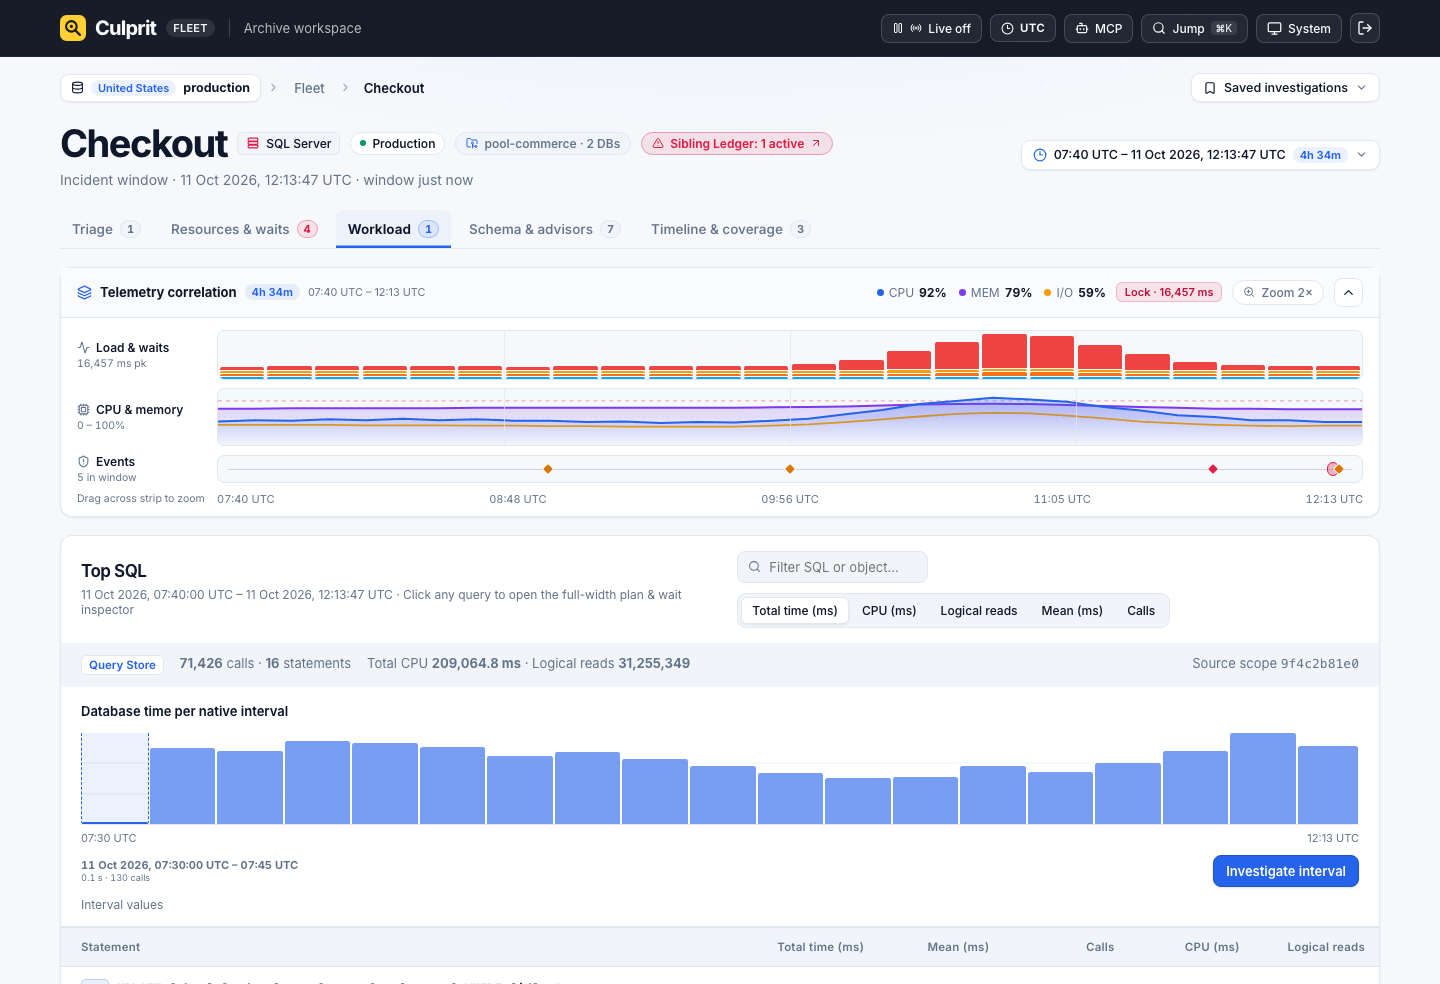 Culprit FLEET Archive workspace Live off UTC MCP Jump ⌘K System
United States production Fleet Checkout Saved investigations
Checkout SQL Server Production pool-commerce · 2 DBs Sibling Ledger: 1 active
07:40 UTC – 11 Oct 2026, 12:13:47 UTC 4h 34m
Incident window · 11 Oct 2026, 12:13:47 UTC · window just now
Triage 1 Resources & waits 4 Workload 1 Schema & advisors 7 Timeline & coverage 3
Telemetry correlation 4h 34m 07:40 UTC – 12:13 UTC CPU 92% MEM 79% I/O 59% Lock · 16,457 ms Zoom 2×
Load & waits
16,457 ms pk
CPU & memory
0 – 100%
Events
5 in window
Drag across strip to zoom 07:40 UTC 08:48 UTC 09:56 UTC 11:05 UTC 12:13 UTC
Top SQL
Filter SQL or object...
11 Oct 2026, 07:40:00 UTC – 11 Oct 2026, 12:13:47 UTC · Click any query to open the full-width plan & wait
inspector
Total time (ms) CPU (ms) Logical reads Mean (ms) Calls
Query Store 71,426 calls · 16 statements Total CPU 209,064.8 ms · Logical reads 31,255,349 Source scope 9f4c2b81e0
Database time per native interval
07:30 UTC 12:13 UTC
11 Oct 2026, 07:30:00 UTC – 07:45 UTC
0.1 s · 130 calls
Investigate interval
Interval values
Statement Total time (ms) Mean (ms) Calls CPU (ms) Logical reads